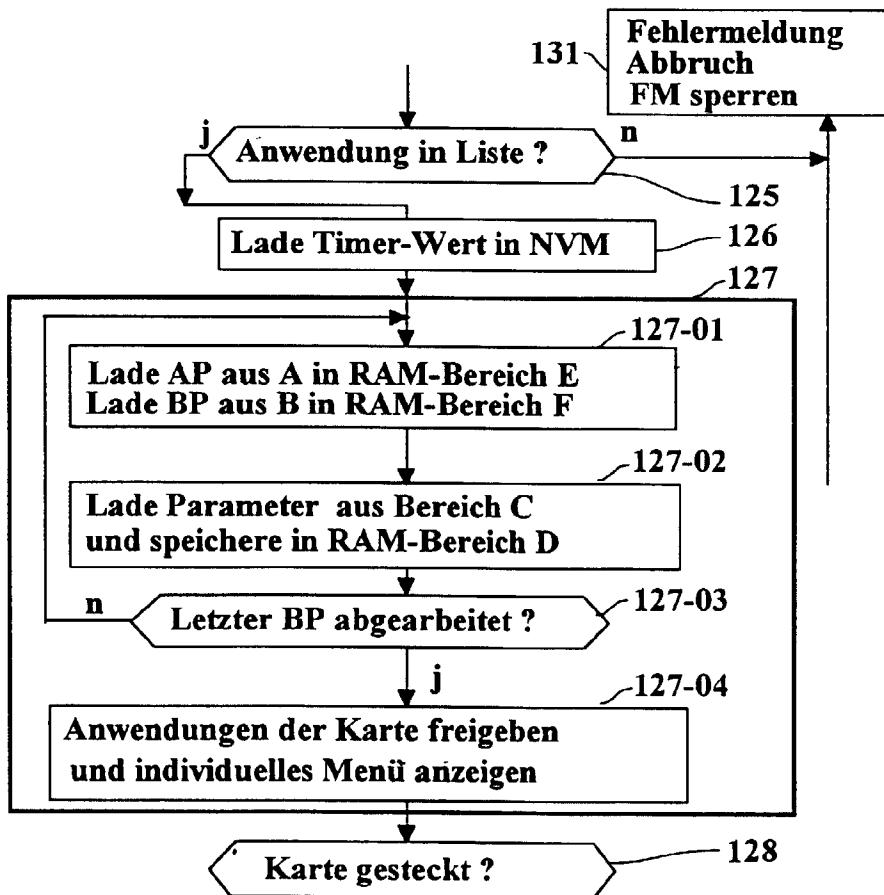 Fehlermeldung
Abbruch
FM sperren
131
j
n
Anwendung in Liste ?
125
Lade Timer-Wert in NVM
126
127
127-01
Lade AP aus A in RAM-Bereich E
Lade BP aus B in RAM-Bereich F
127-02
Lade Parameter aus Bereich C
und speichere in RAM-Bereich D
n
Letzter BP abgearbeitet ?
127-03
j
127-04
Anwendungen der Karte freigeben
und individuelles Menü anzeigen
Karte gesteckt ?
128